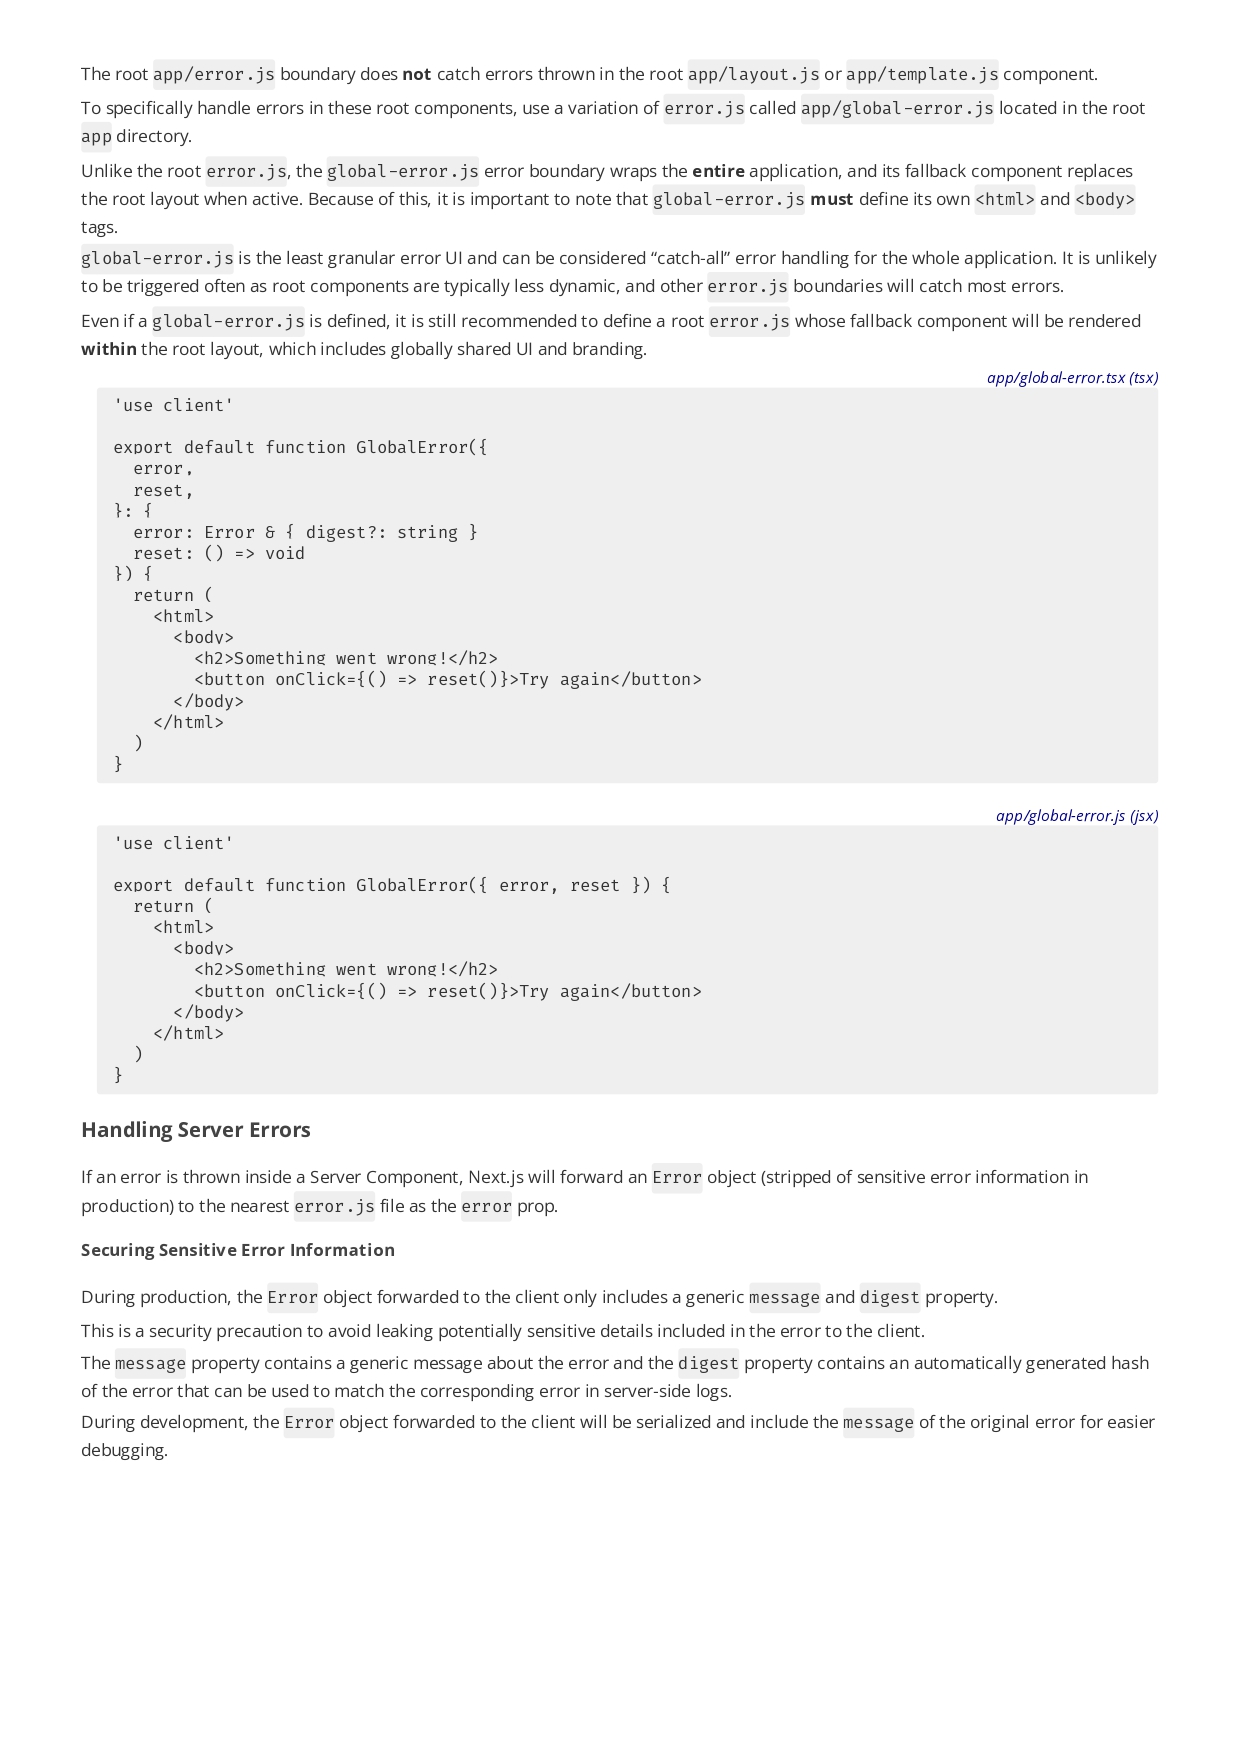 The root app/error.js boundary does not catch errors thrown in the root app/layout.js or app/template.js component.
To specifically handle errors in these root components, use a variation of error.js called app/global-error.js located in the root
app directory.
Unlike the root error.js, the global-error.js error boundary wraps the entire application, and its fallback component replaces
the root layout when active. Because of this, it is important to note that global-error.js must define its own <html> and <body>
tags.
global-error.js is the least granular error UI and can be considered “catch-all” error handling for the whole application. It is unlikely
to be triggered often as root components are typically less dynamic, and other error.js boundaries will catch most errors.
Even if a global-error.js is defined, it is still recommended to define a root error.js whose fallback component will be rendered
within the root layout, which includes globally shared UI and branding.
app/global-error.tsx (tsx)
'use client'

export default function GlobalError({
  error,
  reset,
}: {
  error: Error & { digest?: string }
  reset: () => void
}) {
  return (
    <html>
      <body>
        <h2>Something went wrong!</h2>
        <button onClick={() => reset()}>Try again</button>
      </body>
    </html>
  )
}
app/global-error.js (jsx)
'use client'

export default function GlobalError({ error, reset }) {
  return (
    <html>
      <body>
        <h2>Something went wrong!</h2>
        <button onClick={() => reset()}>Try again</button>
      </body>
    </html>
  )
}
Handling Server Errors
If an error is thrown inside a Server Component, Next.js will forward an Error object (stripped of sensitive error information in
production) to the nearest error.js file as the error prop.
Securing Sensitive Error Information
During production, the Error object forwarded to the client only includes a generic message and digest property.
This is a security precaution to avoid leaking potentially sensitive details included in the error to the client.
The message property contains a generic message about the error and the digest property contains an automatically generated hash
of the error that can be used to match the corresponding error in server-side logs.
During development, the Error object forwarded to the client will be serialized and include the message of the original error for easier
debugging.